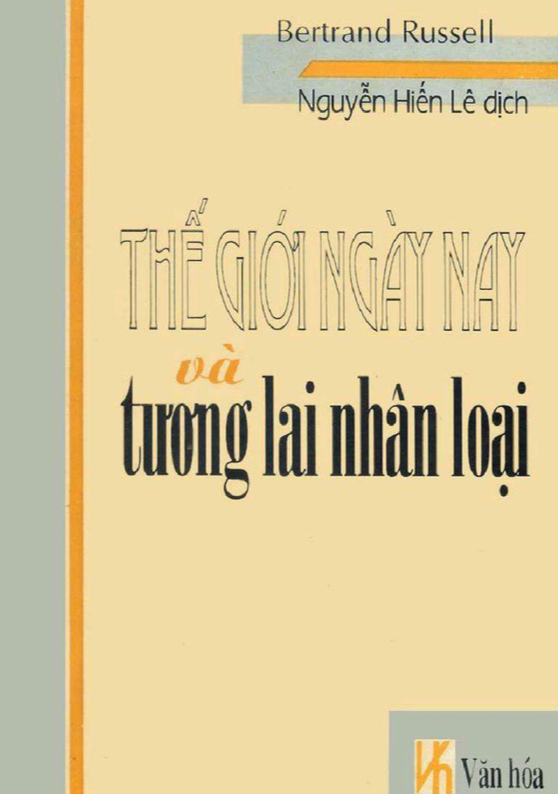 Bertrand Russell
Nguyễn Hiến Lê dịch
THẾ GIỚI NGÀY NAY
và
tương lai nhân loại
Văn hóa